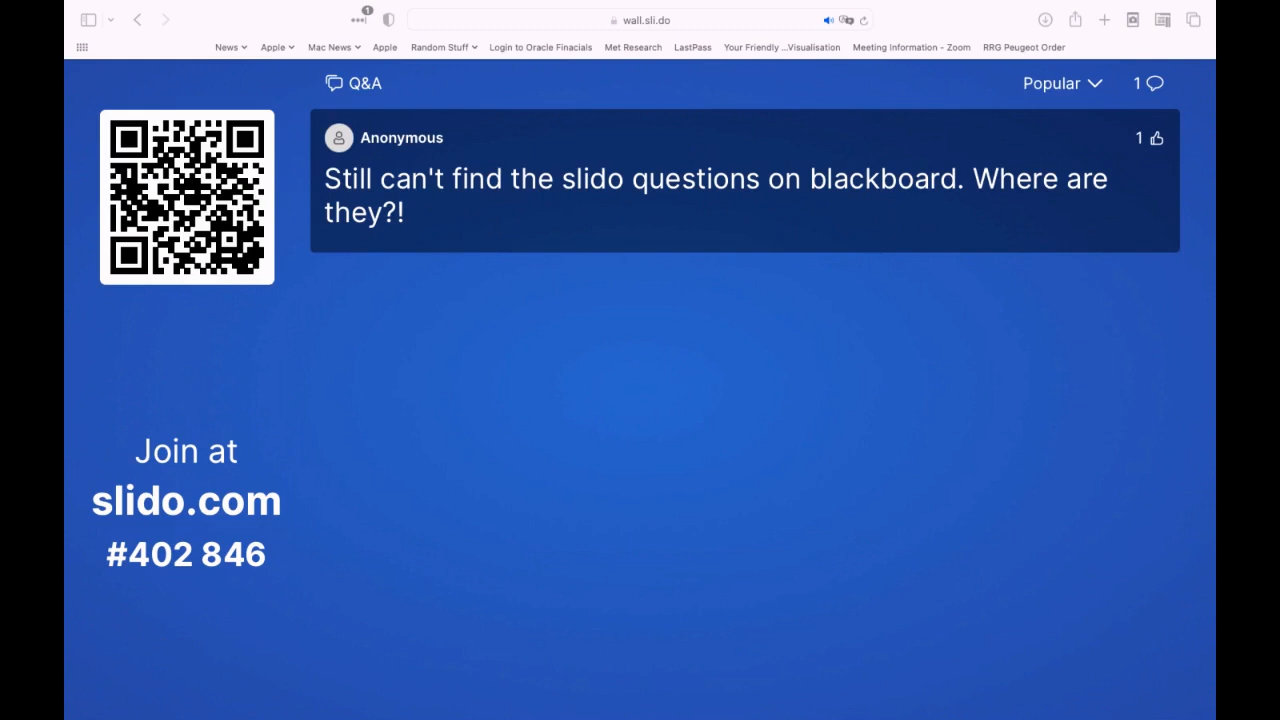 1
wall.sli.do
News Apple Mac News Apple Random Stuff Login to Oracle Finacials Met Research LastPass Your Friendly ...Visualisation Meeting Information - Zoom RRG Peugeot Order
Q&A
Popular
1
Anonymous
1
Still can't find the slido questions on blackboard. Where are
they?!
Join at
slido.com
#402 846